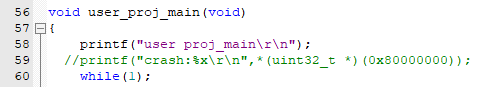 56 void user_proj_main(void)
57 {
58 printf("user proj_main\r\n");
59 //printf("crash:%x\r\n",*(uint32_t *)(0x80000000));
60 while(1);